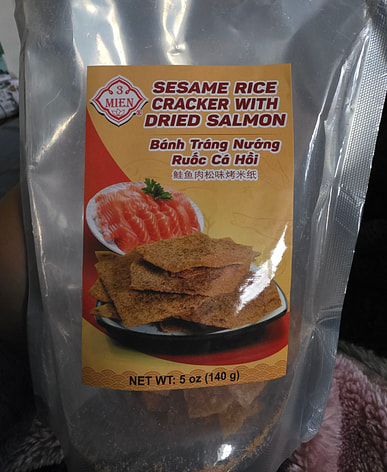 3
MIEN
SESAME RICE
CRACKER WITH
DRIED SALMON
Bánh Tráng Nướng
Ruốc Cá Hồi
鲑鱼肉松味烤米纸
NET WT: 5 oz (140 g)